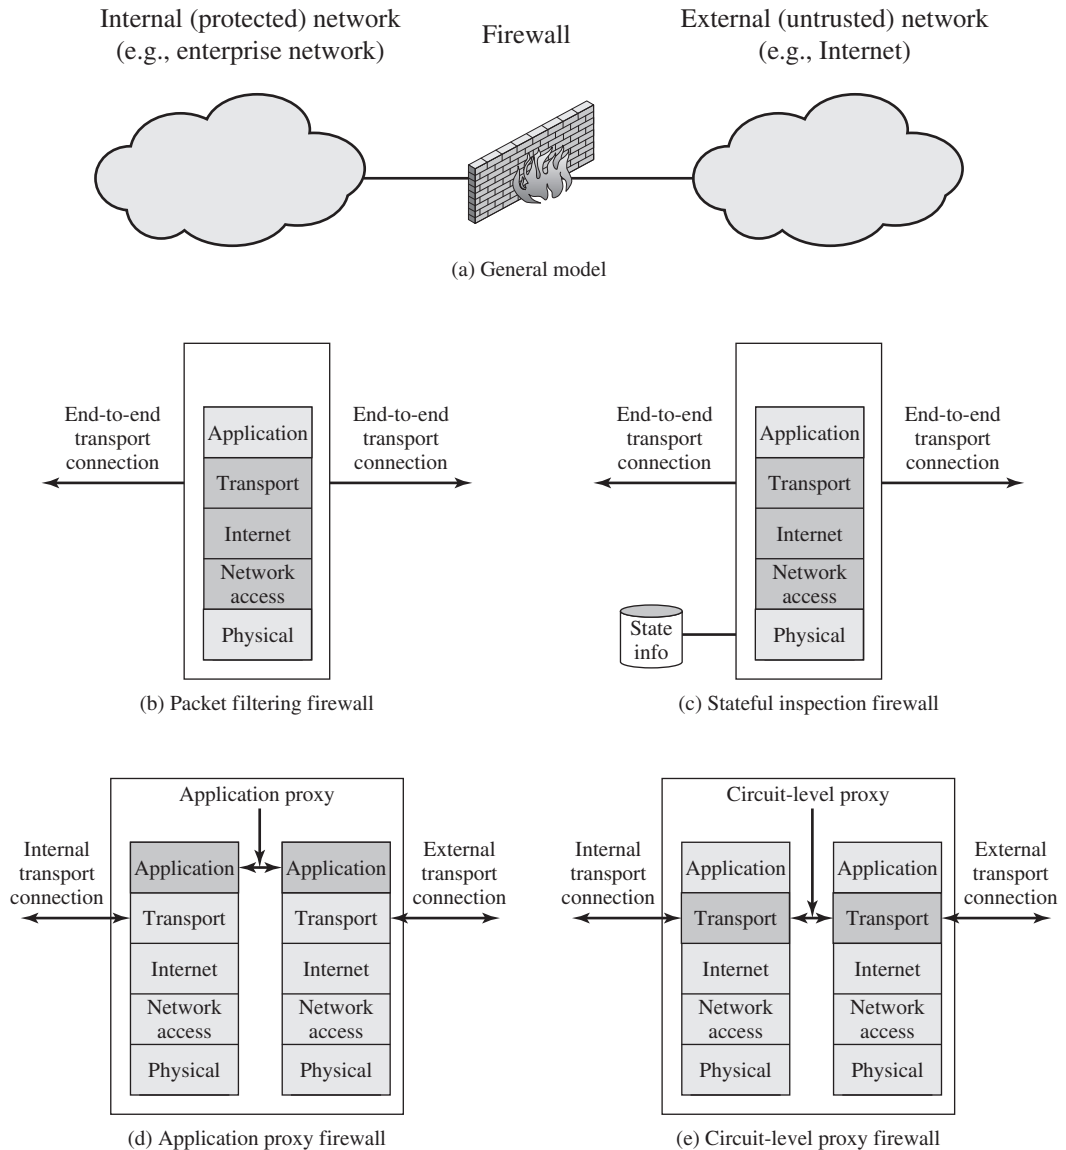 Internal (protected) network
(e.g., enterprise network)
Firewall
External (untrusted) network
(e.g., Internet)
(a) General model
End-to-end
transport
connection
Application
Transport
Internet
Network
access
Physical
End-to-end
transport
connection
(b) Packet filtering firewall
End-to-end
transport
connection
Application
Transport
Internet
Network
access
Physical
End-to-end
transport
connection
State
info
(c) Stateful inspection firewall
Application proxy
Internal
transport
connection
Application
Transport
Internet
Network
access
Physical
Application
Transport
Internet
Network
access
Physical
External
transport
connection
(d) Application proxy firewall
Circuit-level proxy
Internal
transport
connection
Application
Transport
Internet
Network
access
Physical
Application
Transport
Internet
Network
access
Physical
External
transport
connection
(e) Circuit-level proxy firewall